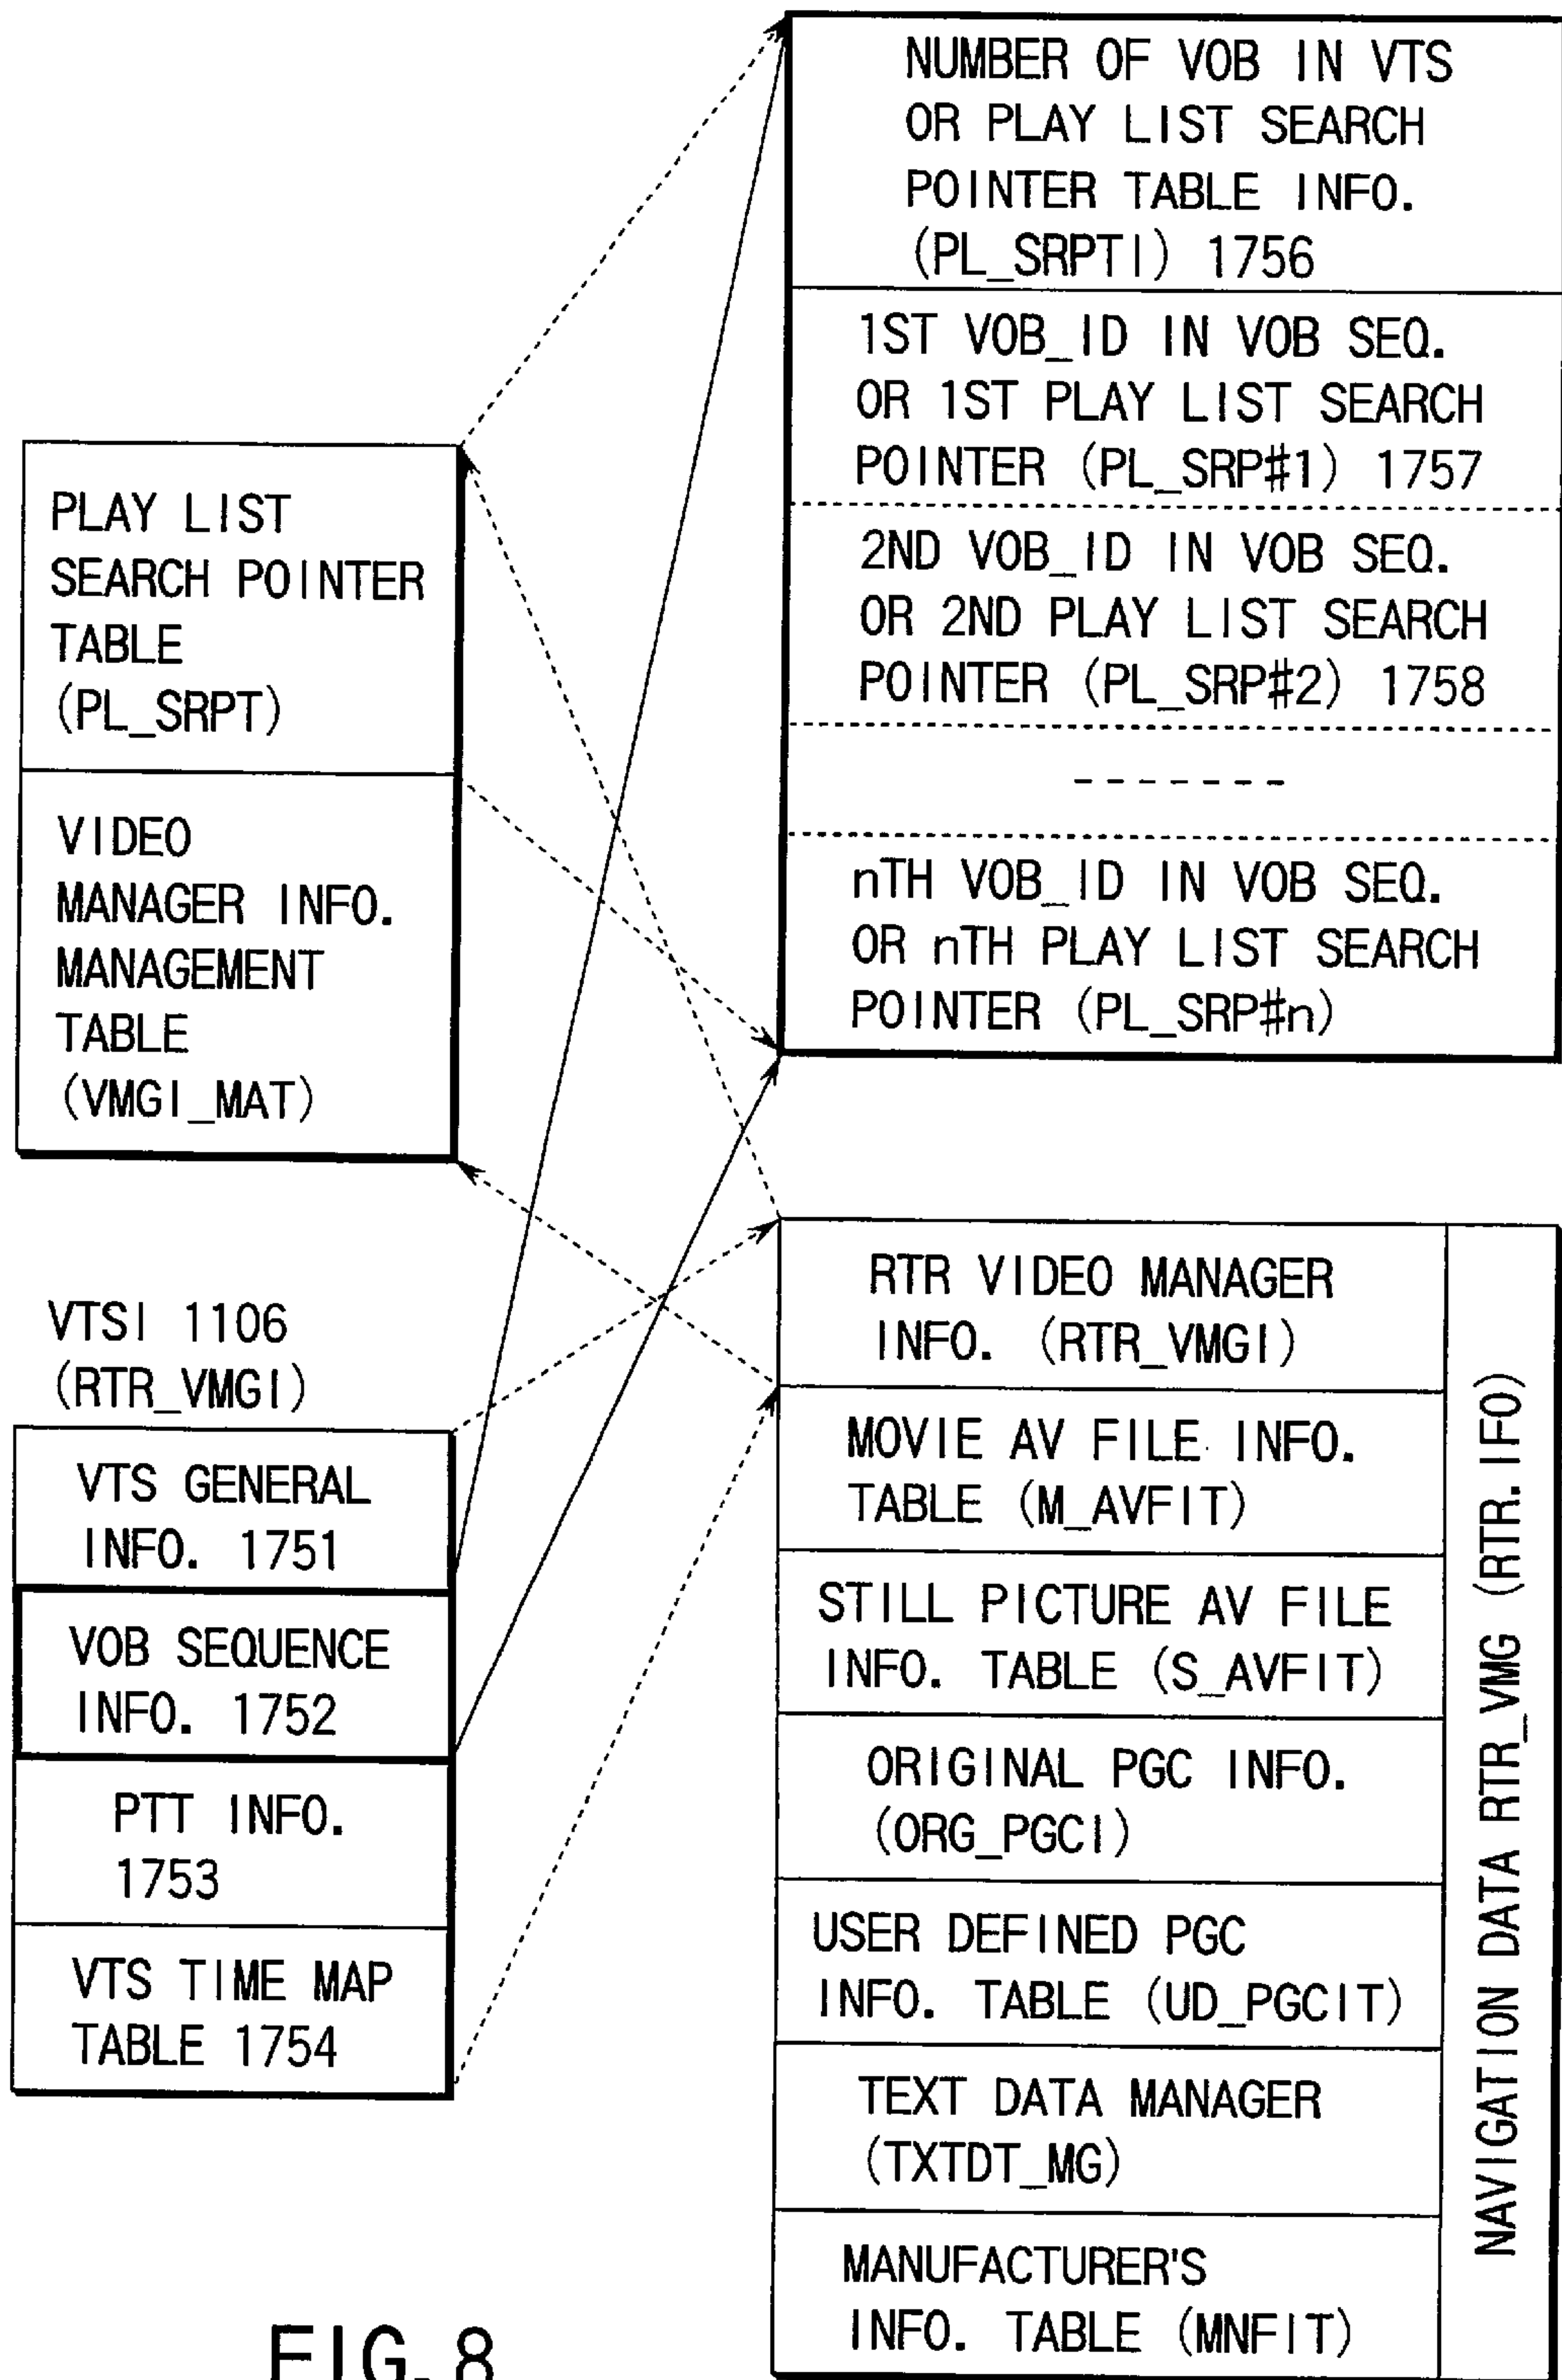 NUMBER OF VOB IN VTS
OR PLAY LIST SEARCH
POINTER TABLE INFO.
(PL_SRPTI) 1756
1ST VOB_ID IN VOB SEQ.
OR 1ST PLAY LIST SEARCH
POINTER (PL_SRP#1) 1757
2ND VOB_ID IN VOB SEQ.
OR 2ND PLAY LIST SEARCH
POINTER (PL_SRP#2) 1758
-------
nTH VOB_ID IN VOB SEQ.
OR nTH PLAY LIST SEARCH
POINTER (PL_SRP#n)
PLAY LIST
SEARCH POINTER
TABLE
(PL_SRPT)
VIDEO
MANAGER INFO.
MANAGEMENT
TABLE
(VMGI_MAT)
VTSI 1106
(RTR_VMGI)
VTS GENERAL
INFO. 1751
VOB SEQUENCE
INFO. 1752
PTT INFO.
1753
VTS TIME MAP
TABLE 1754
RTR VIDEO MANAGER
INFO. (RTR_VMGI)
MOVIE AV FILE INFO.
TABLE (M_AVFIT)
STILL PICTURE AV FILE
INFO. TABLE (S_AVFIT)
ORIGINAL PGC INFO.
(ORG_PGCI)
USER DEFINED PGC
INFO. TABLE (UD_PGCIT)
TEXT DATA MANAGER
(TXTDT_MG)
MANUFACTURER'S
INFO. TABLE (MNFIT)
NAVIGATION DATA RTR_VMG (RTR.IFO)
FIG. 8